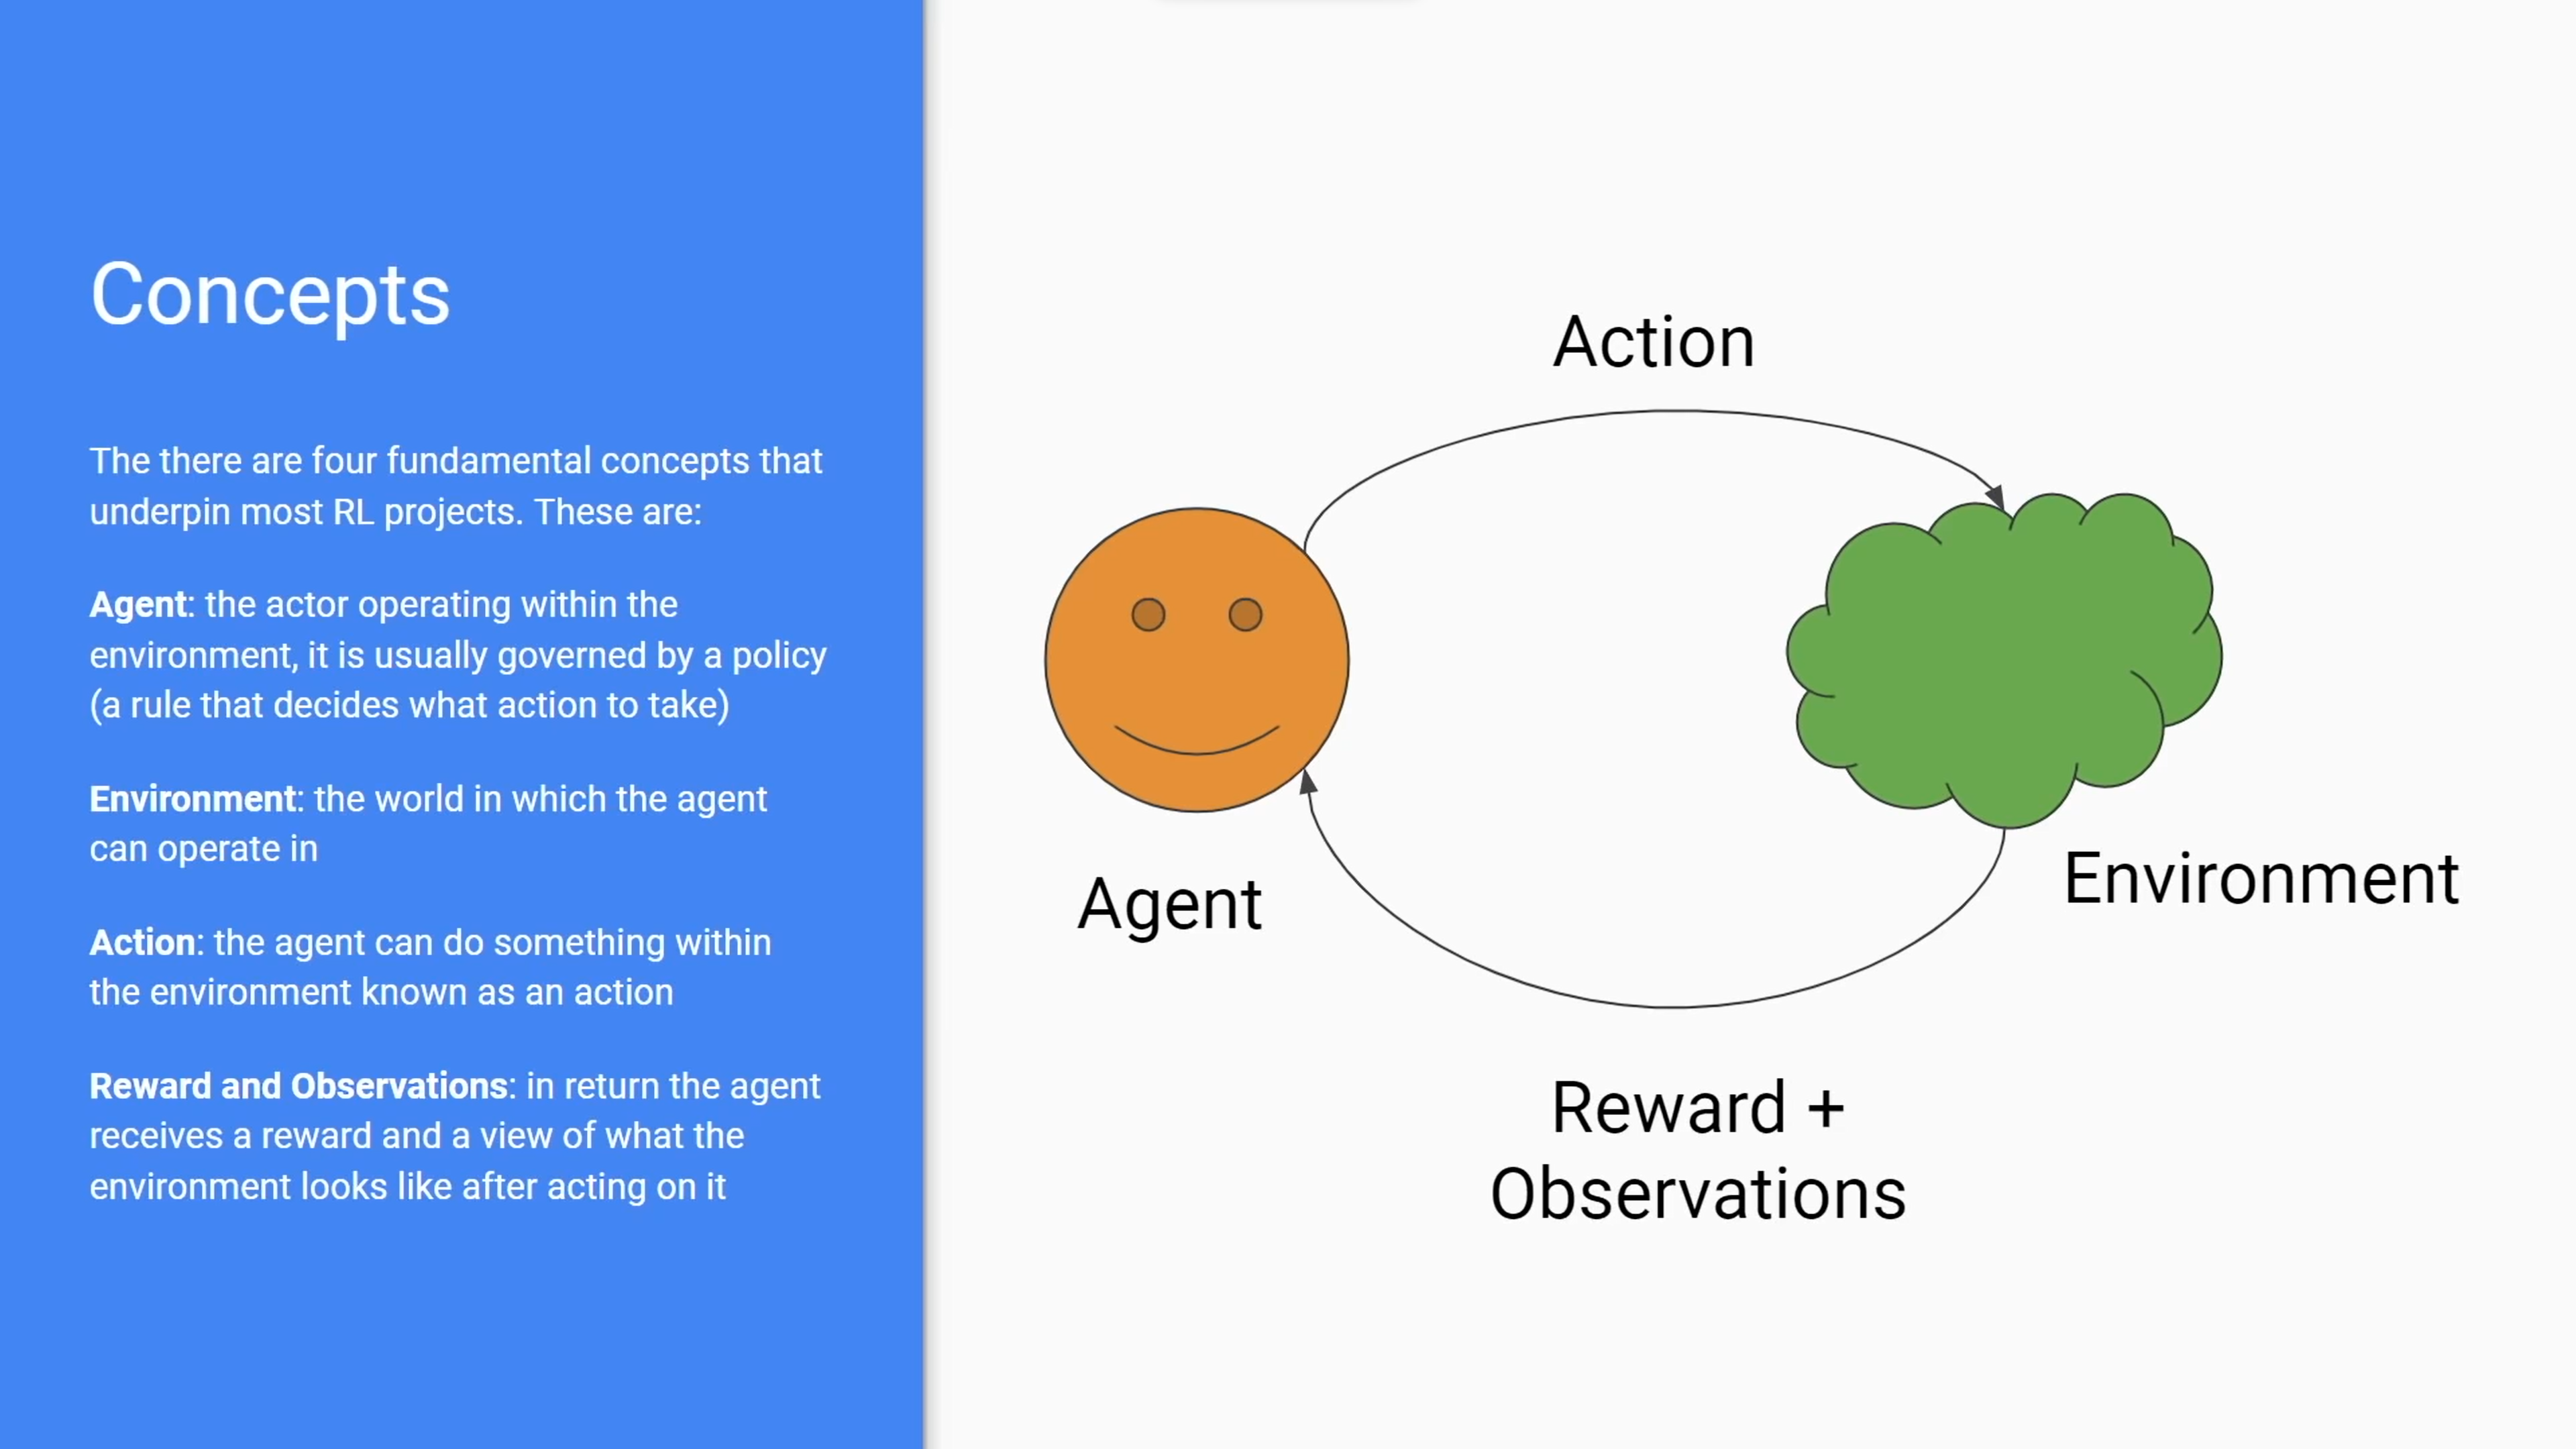 Concepts
The there are four fundamental concepts that
underpin most RL projects. These are:
Agent: the actor operating within the
environment, it is usually governed by a policy
(a rule that decides what action to take)
Environment: the world in which the agent
can operate in
Action: the agent can do something within
the environment known as an action
Reward and Observations: in return the agent
receives a reward and a view of what the
environment looks like after acting on it
Action
Agent
Environment
Reward +
Observations